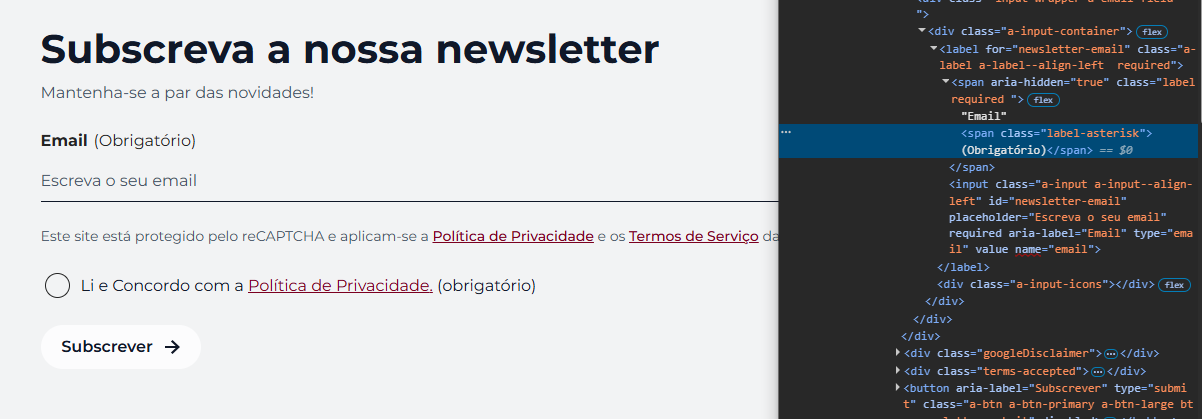 Subscreva a nossa newsletter
Mantenha-se a par das novidades!
Email (Obrigatório)
Escreva o seu email
Este site está protegido pelo reCAPTCHA e aplicam-se a Política de Privacidade e os Termos de Serviço da
Li e Concordo com a Política de Privacidade. (obrigatório)
Subscrever
">
<div class="a-input-container"> flex
<label for="newsletter-email" class="a-
label a-label--align-left  required">
<span aria-hidden="true" class="label
required "> flex
"Email"
<span class="label-asterisk">
(Obrigatório)</span> == $0
</span>
<input class="a-input a-input--align-
left" id="newsletter-email"
placeholder="Escreva o seu email"
required aria-label="Email" type="ema
il" value name="email">
</label>
<div class="a-input-icons"></div> flex
</div>
</div>
</div>
<div class="googleDisclaimer">…</div>
<div class="terms-accepted">…</div>
<button aria-label="Subscrever" type="submi
t" class="a-btn a-btn-primary a-btn-large bt